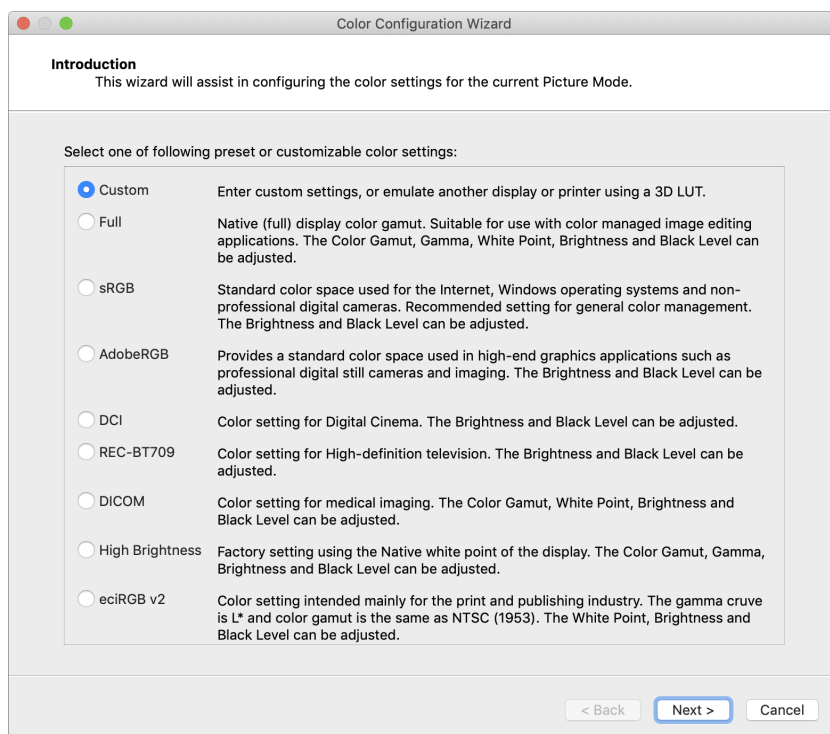 Color Configuration Wizard
Introduction
This wizard will assist in configuring the color settings for the current Picture Mode.
Select one of following preset or customizable color settings:
Custom Enter custom settings, or emulate another display or printer using a 3D LUT.
Full Native (full) display color gamut. Suitable for use with color managed image editing
applications. The Color Gamut, Gamma, White Point, Brightness and Black Level can
be adjusted.
sRGB Standard color space used for the Internet, Windows operating systems and non-
professional digital cameras. Recommended setting for general color management.
The Brightness and Black Level can be adjusted.
AdobeRGB Provides a standard color space used in high-end graphics applications such as
professional digital still cameras and imaging. The Brightness and Black Level can be
adjusted.
DCI Color setting for Digital Cinema. The Brightness and Black Level can be adjusted.
REC-BT709 Color setting for High-definition television. The Brightness and Black Level can be
adjusted.
DICOM Color setting for medical imaging. The Color Gamut, White Point, Brightness and
Black Level can be adjusted.
High Brightness Factory setting using the Native white point of the display. The Color Gamut, Gamma,
Brightness and Black Level can be adjusted.
eciRGB v2 Color setting intended mainly for the print and publishing industry. The gamma cruve
is L* and color gamut is the same as NTSC (1953). The White Point, Brightness and
Black Level can be adjusted.
< Back Next > Cancel